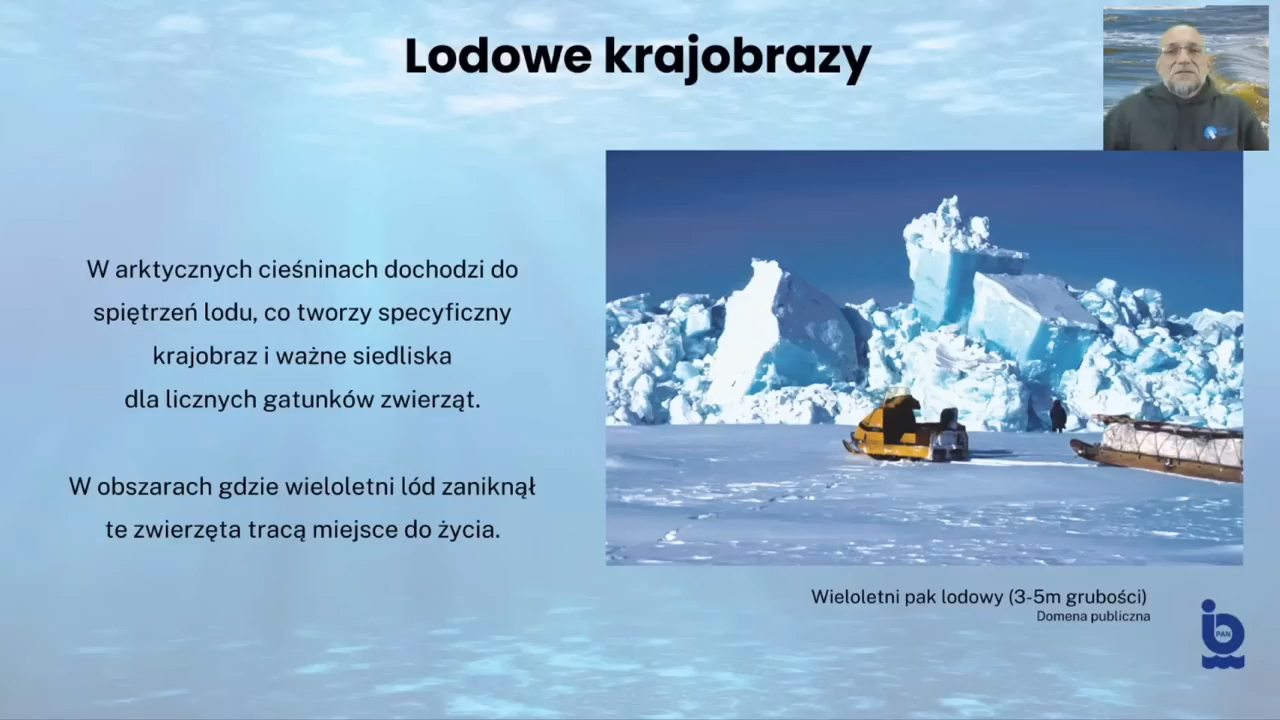 Lodowe krajobrazy
W arktycznych cieśninach dochodzi do
spiętrzeń lodu, co tworzy specyficzny
krajobraz i ważne siedliska
dla licznych gatunków zwierząt.
W obszarach gdzie wieloletni lód zaniknął
te zwierzęta tracą miejsce do życia.
Wieloletni pak lodowy (3-5m grubości)
Domena publiczna
PAN